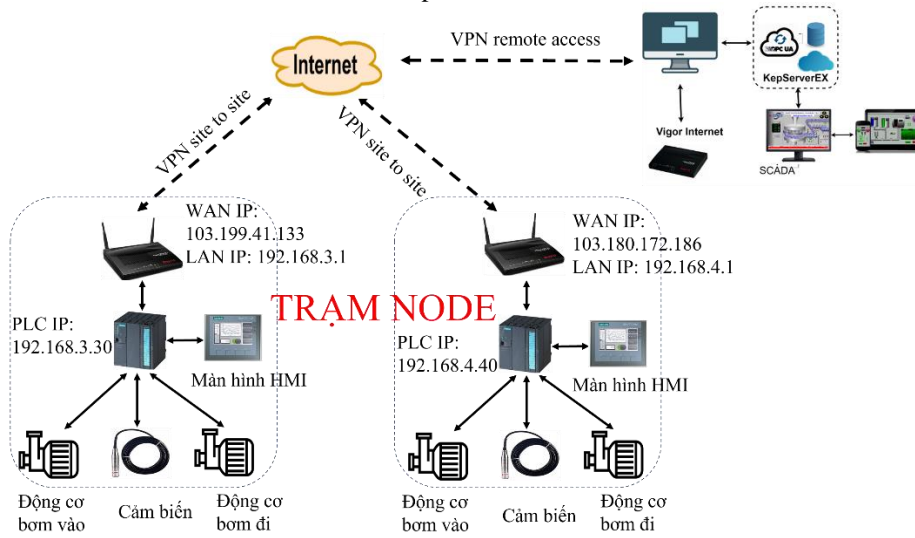 VPN remote access
Internet
OPC UA
KepServerEX
Vigor Internet
SCADA
VPN site to site
VPN site to site
WAN IP:
103.199.41.133
LAN IP: 192.168.3.1
WAN IP:
103.180.172.186
LAN IP: 192.168.4.1
TRẠM NODE
PLC IP:
192.168.3.30
Màn hình HMI
PLC IP:
192.168.4.40
Màn hình HMI
Động cơ
bơm vào
Cảm biến
Động cơ
bơm đi
Động cơ
bơm vào
Cảm biến
Động cơ
bơm đi